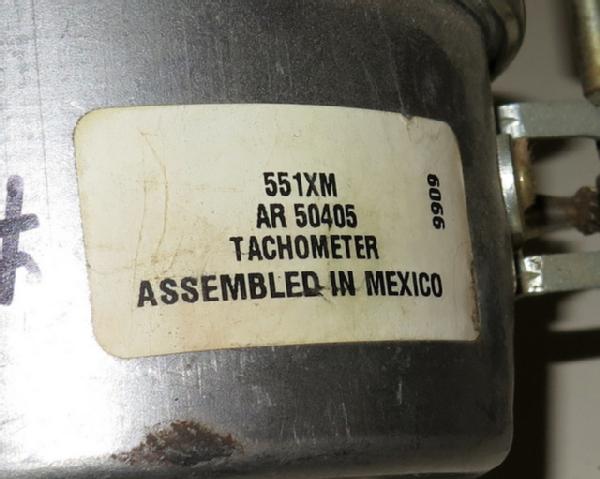 551XM
AR 50405
TACHOMETER
ASSEMBLED IN MEXICO
9909